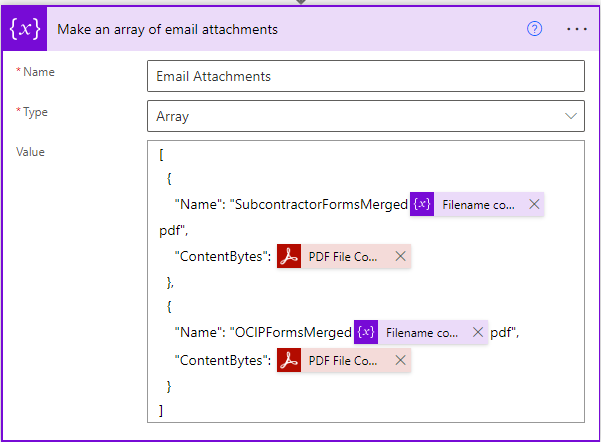 {x} Make an array of email attachments ? ...
* Name Email Attachments
* Type Array
Value [
{
"Name": "SubcontractorFormsMerged {x} Filename co... ×
pdf",
"ContentBytes": PDF File Co... ×
},
{
"Name": "OCIPFormsMerged {x} Filename co... × pdf",
"ContentBytes": PDF File Co... ×
}
]